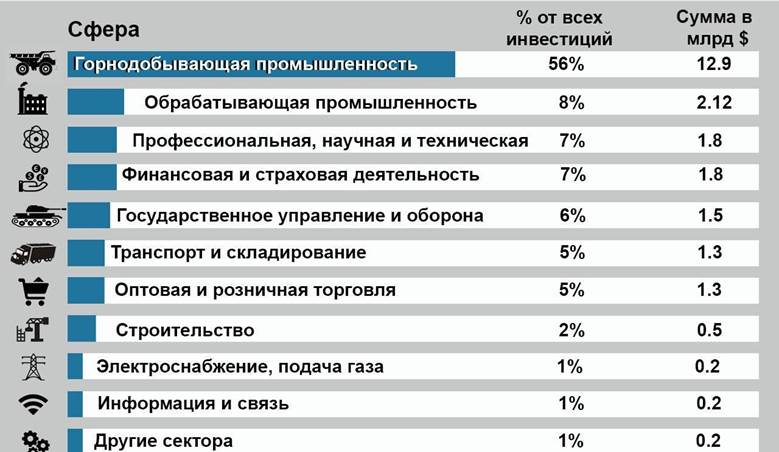 Сфера % от всех инвестиций Сумма в млрд $
Горнодобывающая промышленность 56% 12.9
Обрабатывающая промышленность 8% 2.12
Профессиональная, научная и техническая 7% 1.8
Финансовая и страховая деятельность 7% 1.8
Государственное управление и оборона 6% 1.5
Транспорт и складирование 5% 1.3
Оптовая и розничная торговля 5% 1.3
Строительство 2% 0.5
Электроснабжение, подача газа 1% 0.2
Информация и связь 1% 0.2
Другие сектора 1% 0.2